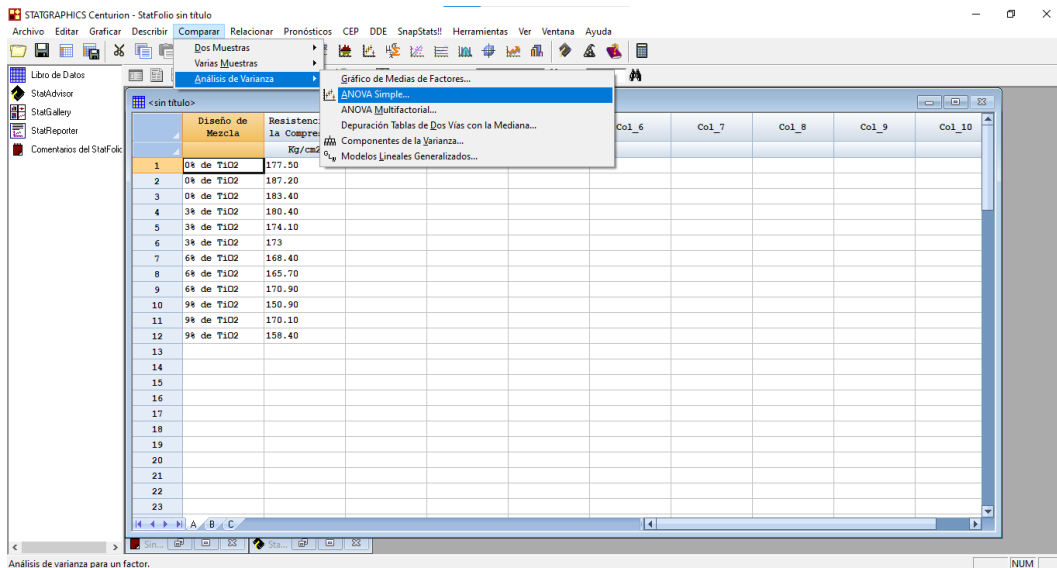 STATGRAPHICS Centurion - StatFolio sin título
Archivo Editar Graficar Describir Comparar Relacionar Pronósticos CEP DDE SnapStats!! Herramientas Ver Ventana Ayuda
Dos Muestras
Varias Muestras
Análisis de Varianza
Gráfico de Medias de Factores...
ANOVA Simple...
ANOVA Multifactorial...
Depuración Tablas de Dos Vías con la Mediana...
Componentes de la Varianza...
Modelos Lineales Generalizados...
Libro de Datos
StatAdvisor
StatGallery
StatReporter
Comentarios del StatFolio
<sin título>
Diseño de Mezcla Resistenc la Compre Col_6 Col_7 Col_8 Col_9 Col_10
Kg/cm2
1 0% de TiO2 177.50
2 0% de TiO2 187.20
3 0% de TiO2 183.40
4 3% de TiO2 180.40
5 3% de TiO2 174.10
6 3% de TiO2 173
7 6% de TiO2 168.40
8 6% de TiO2 165.70
9 6% de TiO2 170.90
10 9% de TiO2 150.90
11 9% de TiO2 170.10
12 9% de TiO2 158.40
13
14
15
16
17
18
19
20
21
22
23
A B C
Sin... Sta...
Análisis de varianza para un factor.
NUM